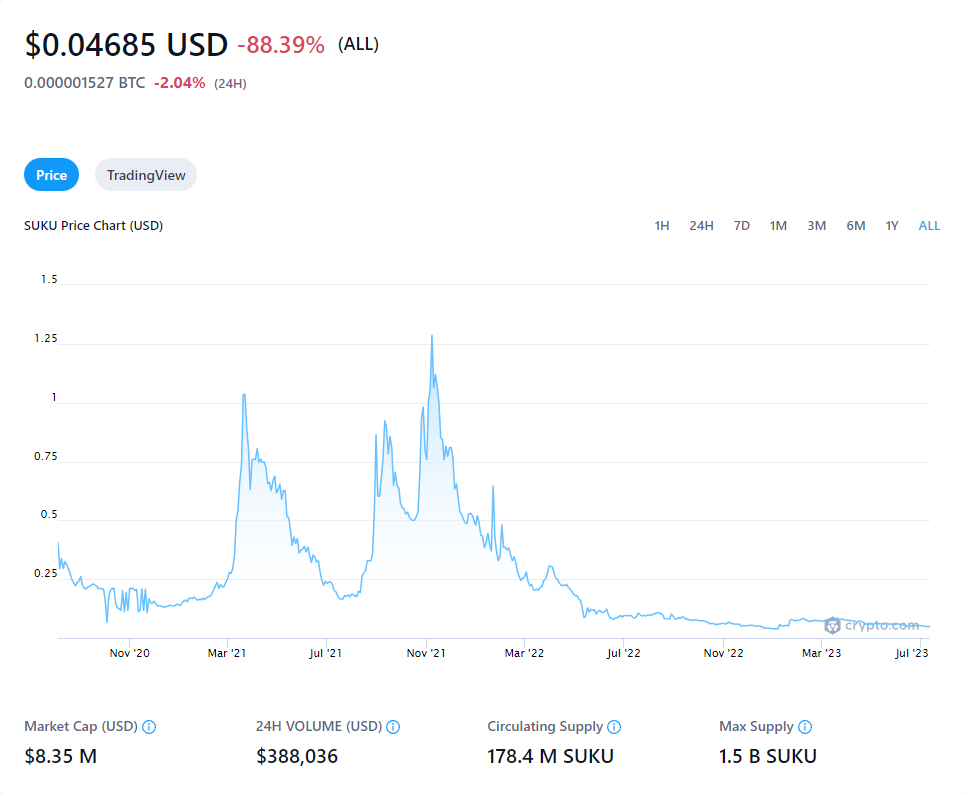 $0.04685 USD -88.39% (ALL)
0.000001527 BTC -2.04% (24H)
Price TradingView
SUKU Price Chart (USD) 1H 24H 7D 1M 3M 6M 1Y ALL
1.5
1.25
1
0.75
0.5
0.25
crypto.com
Nov '20 Mar '21 Jul '21 Nov '21 Mar '22 Jul '22 Nov '22 Mar '23 Jul '23
Market Cap (USD) 24H VOLUME (USD) Circulating Supply Max Supply
$8.35 M $388,036 178.4 M SUKU 1.5 B SUKU